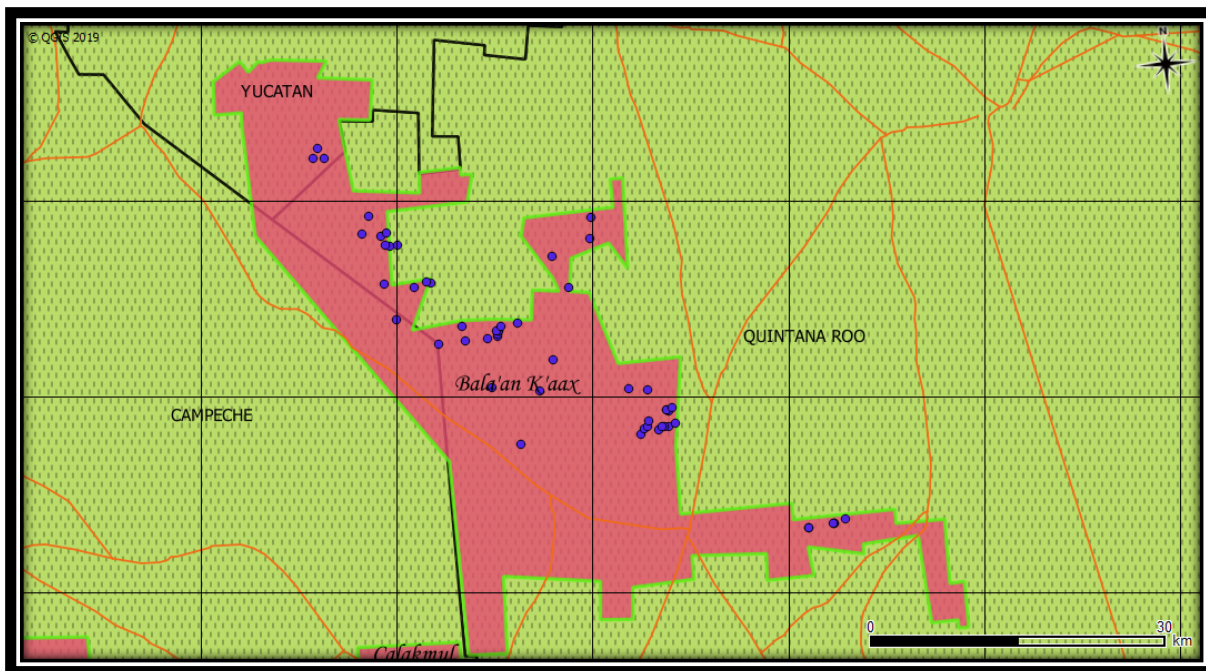 © QGIS 2019
N
YUCATAN
QUINTANA ROO
Bala'an K'aax
CAMPECHE
0 30
km
Calakmul